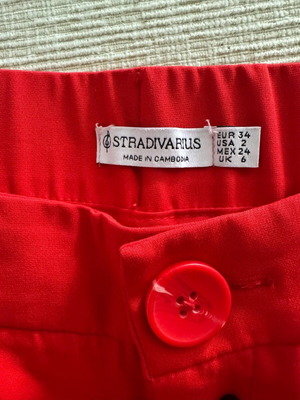 STRADIVARIUS
MADE IN CAMBODIA
EUR 34
USA 2
MEX 24
UK 6